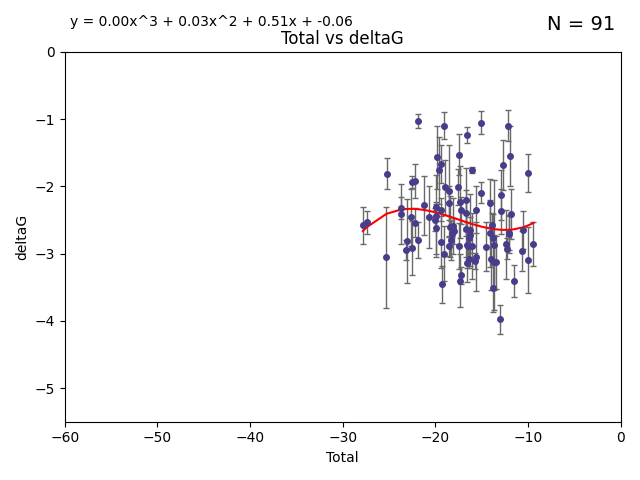 y = 0.00x^3 + 0.03x^2 + 0.51x + -0.06
N = 91
Total vs deltaG
0
−1
−2
−3
−4
−5
deltaG
−60
−50
−40
−30
−20
−10
0
Total